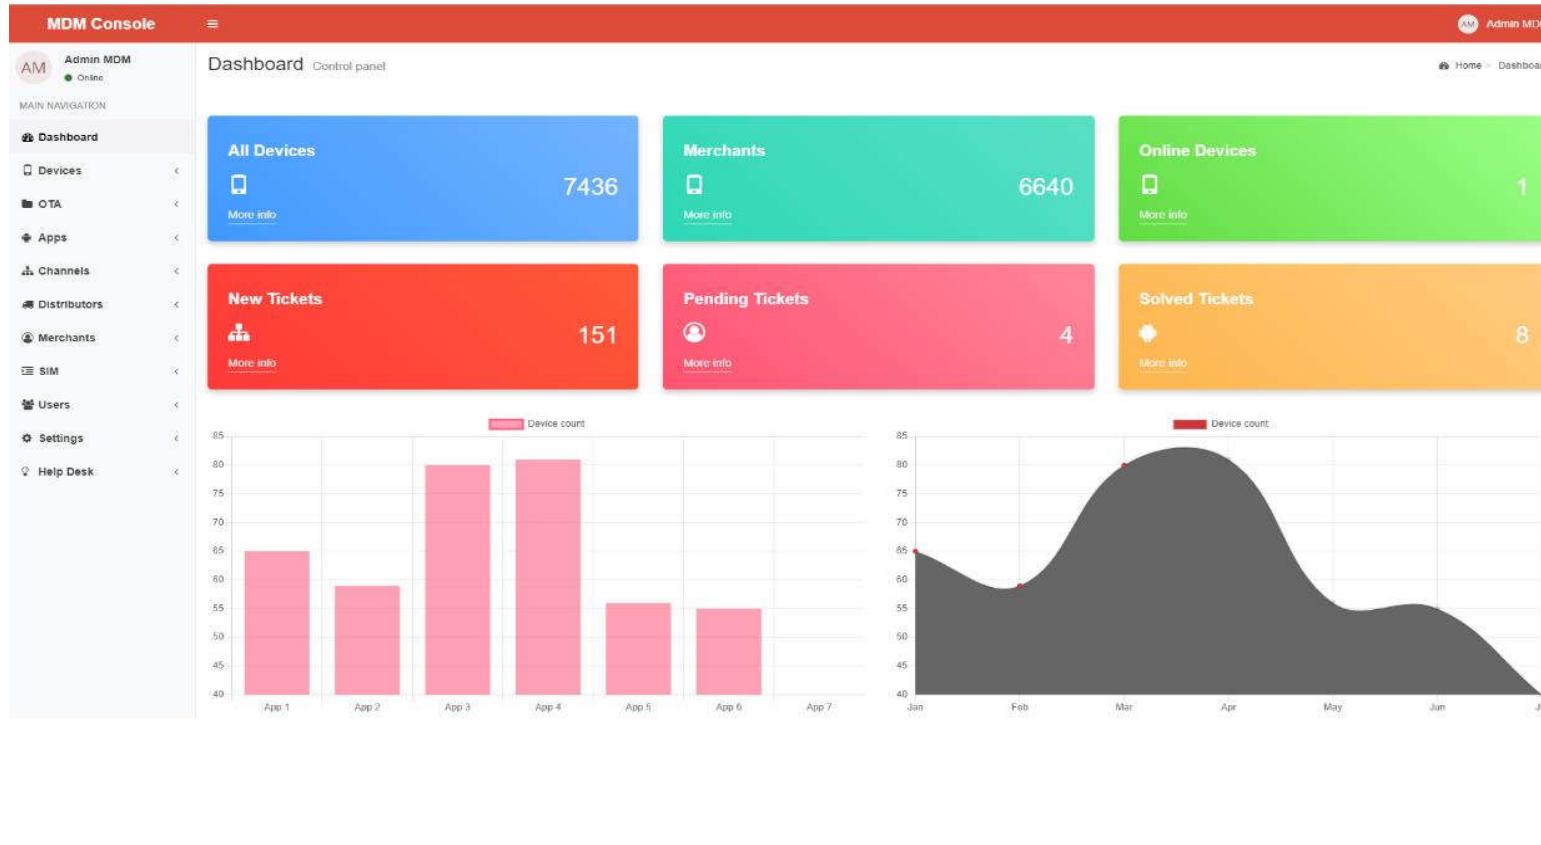 MDM Console
Admin MD
AM
Admin MDM
Online
MAIN NAVIGATION
Dashboard
Devices
OTA
Apps
Channels
Distributors
Merchants
SIM
Users
Settings
Help Desk
Dashboard Control panel
Home > Dashboa
All Devices
7436
More info
Merchants
6640
More info
Online Devices
1
More info
New Tickets
151
More info
Pending Tickets
4
More info
Solved Tickets
8
More info
Device count
85
80
75
70
65
60
55
50
45
40
App 1 App 2 App 3 App 4 App 5 App 6 App 7
Device count
85
80
75
70
65
60
55
50
45
40
Jan Feb Mar Apr May Jun